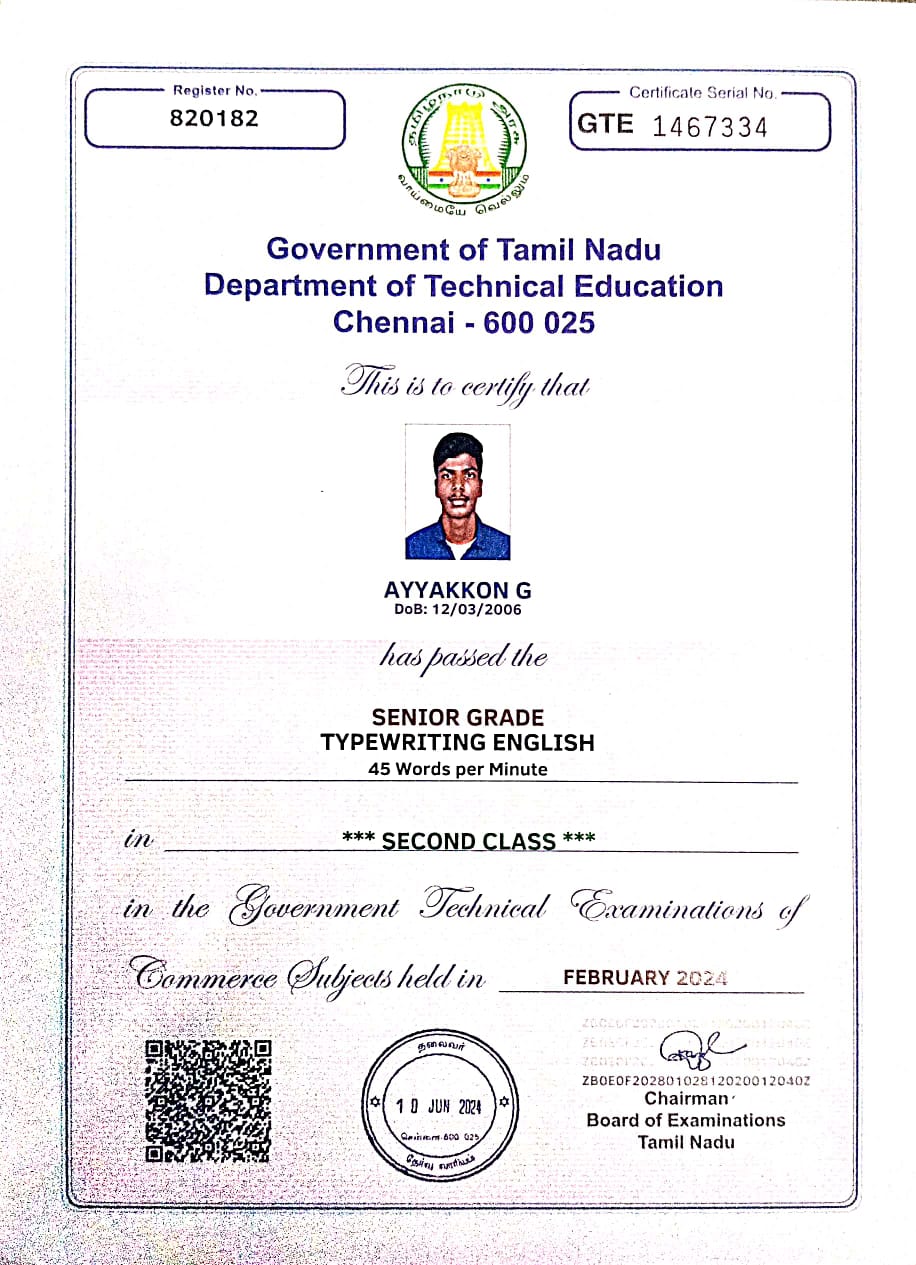 Register No.
820182
Certificate Serial No.
GTE 1467334
தமிழ்நாடு அரசு
வாய்மையே வெல்லும்
Government of Tamil Nadu
Department of Technical Education
Chennai - 600 025
This is to certify that
AYYAKKON G
DoB: 12/03/2006
has passed the
SENIOR GRADE
TYPEWRITING ENGLISH
45 Words per Minute
in *** SECOND CLASS ***
in the Government Technical Examinations of
Commerce Subjects held in FEBRUARY 2024
தலைவர்
10 JUN 2024
சென்னை-600 025
தேர்வு வாரியம்
ZB0E0F20280102812020012040Z
Chairman
Board of Examinations
Tamil Nadu